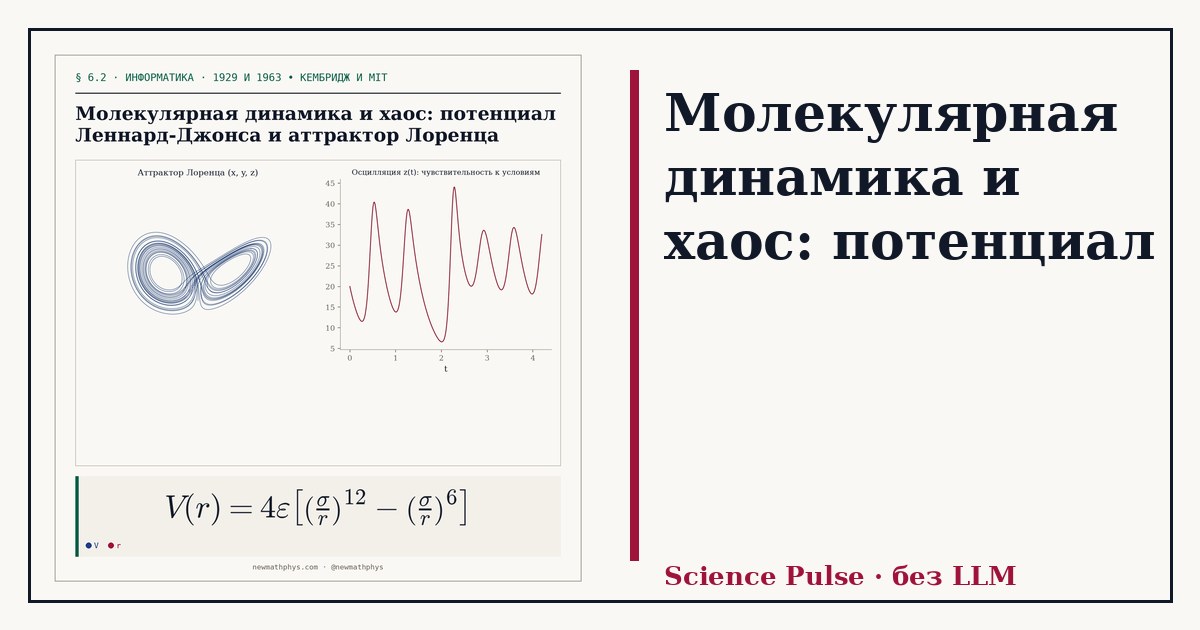 § 6.2 · ИНФОРМАТИКА · 1929 И 1963 • КЕМБРИДЖ И MIT
Молекулярная динамика и хаос: потенциал
Леннард-Джонса и аттрактор Лоренца
Аттрактор Лоренца (x, y, z)
Осцилляция z(t): чувствительность к условиям
45
40
35
30
25
20
15
10
5
0 1 2 3 4
t
V(r) = 4ε[(σ/r)^12 − (σ/r)^6]
V r
newmathphys.com · @newmathphys
Молекулярная
динамика и
хаос: потенциал
Science Pulse · без LLM